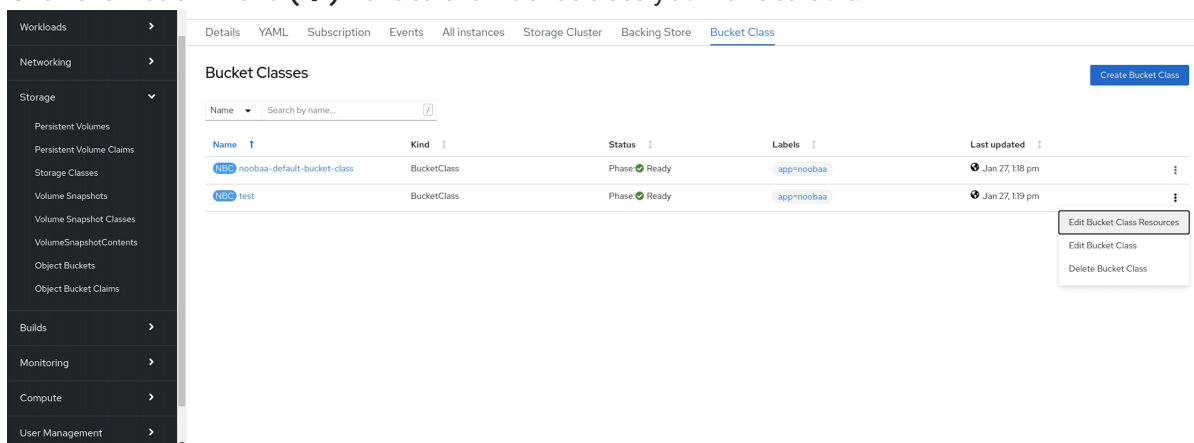 Workloads
Networking
Storage
Persistent Volumes
Persistent Volume Claims
Storage Classes
Volume Snapshots
Volume Snapshot Classes
VolumeSnapshotContents
Object Buckets
Object Bucket Claims
Builds
Monitoring
Compute
User Management
Details YAML Subscription Events All instances Storage Cluster Backing Store Bucket Class
Bucket Classes
Create Bucket Class
Name Search by name... /
Name Kind Status Labels Last updated
NBC noobaa-default-bucket-class BucketClass Phase: Ready app=noobaa Jan 27, 1:18 pm
NBC test BucketClass Phase: Ready app=noobaa Jan 27, 1:19 pm
Edit Bucket Class Resources
Edit Bucket Class
Delete Bucket Class